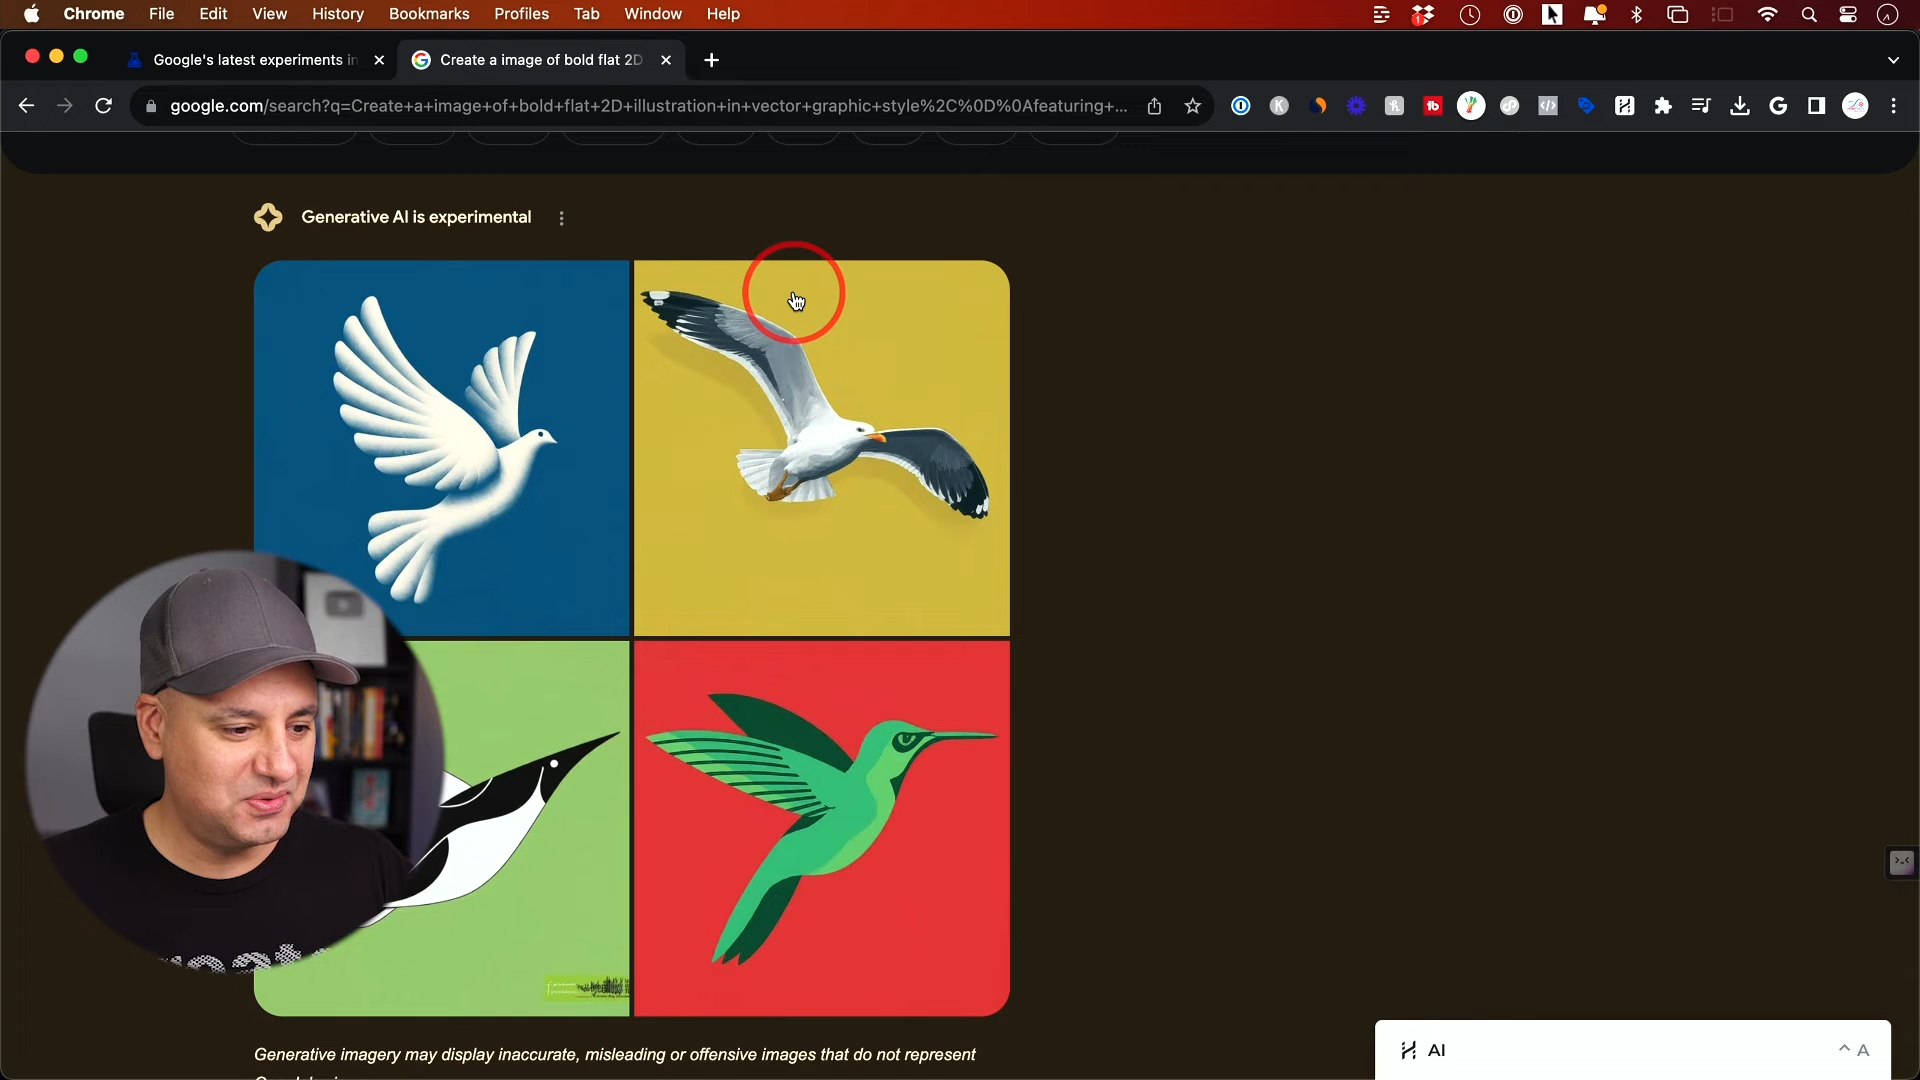 Chrome File Edit View History Bookmarks Profiles Tab Window Help
1
Google's latest experiments in
Create a image of bold flat 2D
google.com/search?q=Create+a+image+of+bold+flat+2D+illustration+in+vector+graphic+style%2C%0D%0Afeaturing+...
Generative AI is experimental
Generative imagery may display inaccurate, misleading or offensive images that do not represent
AI
A